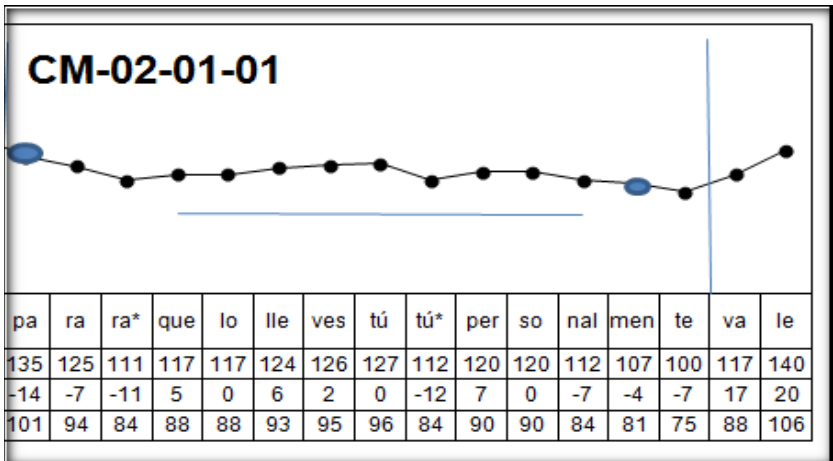 CM-02-01-01
pa ra ra* que lo lle ves tú tú* per so nal men te va le
135 125 111 117 117 124 126 127 112 120 120 112 107 100 117 140
-14 -7 -11 5 0 6 2 0 -12 7 0 -7 -4 -7 17 20
101 94 84 88 88 93 95 96 84 90 90 84 81 75 88 106